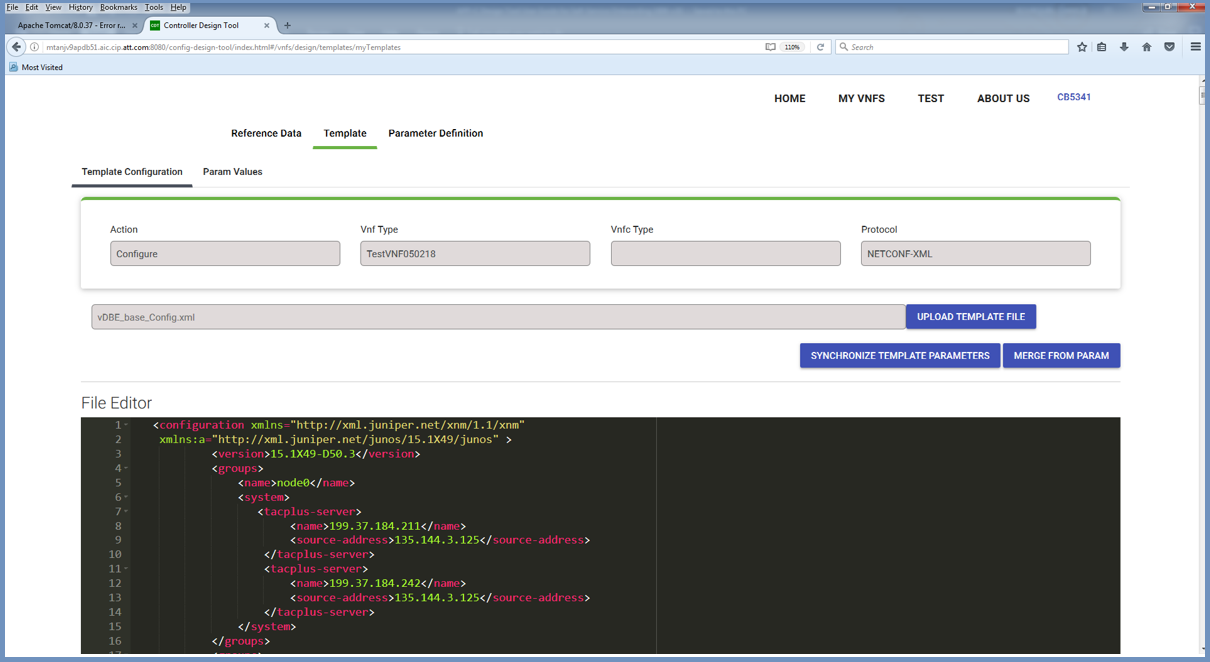 File Edit View History Bookmarks Tools Help
Apache Tomcat/8.0.37 - Error r... × CDT Controller Design Tool × +
mtanjv9apdb51.aic.cip.att.com:8080/config-design-tool/index.html#/vnfs/design/templates/myTemplates 110% Search
Most Visited
HOME MY VNFS TEST ABOUT US CB5341
Reference Data Template Parameter Definition
Template Configuration Param Values
Action Vnf Type Vnfc Type Protocol
Configure TestVNF050218 NETCONF-XML
vDBE_base_Config.xml UPLOAD TEMPLATE FILE
SYNCHRONIZE TEMPLATE PARAMETERS MERGE FROM PARAM
File Editor
1 <configuration xmlns="http://xml.juniper.net/xnm/1.1/xnm"
2 xmlns:a="http://xml.juniper.net/junos/15.1X49/junos" >
3 <version>15.1X49-D50.3</version>
4 <groups>
5 <name>node0</name>
6 <system>
7 <tacplus-server>
8 <name>199.37.184.211</name>
9 <source-address>135.144.3.125</source-address>
10 </tacplus-server>
11 <tacplus-server>
12 <name>199.37.184.242</name>
13 <source-address>135.144.3.125</source-address>
14 </tacplus-server>
15 </system>
16 </groups>